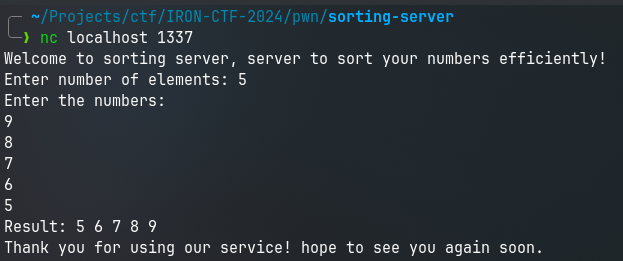 ~/Projects/ctf/IRON-CTF-2024/pwn/sorting-server
❯ nc localhost 1337
Welcome to sorting server, server to sort your numbers efficiently!
Enter number of elements: 5
Enter the numbers:
9
8
7
6
5
Result: 5 6 7 8 9
Thank you for using our service! hope to see you again soon.